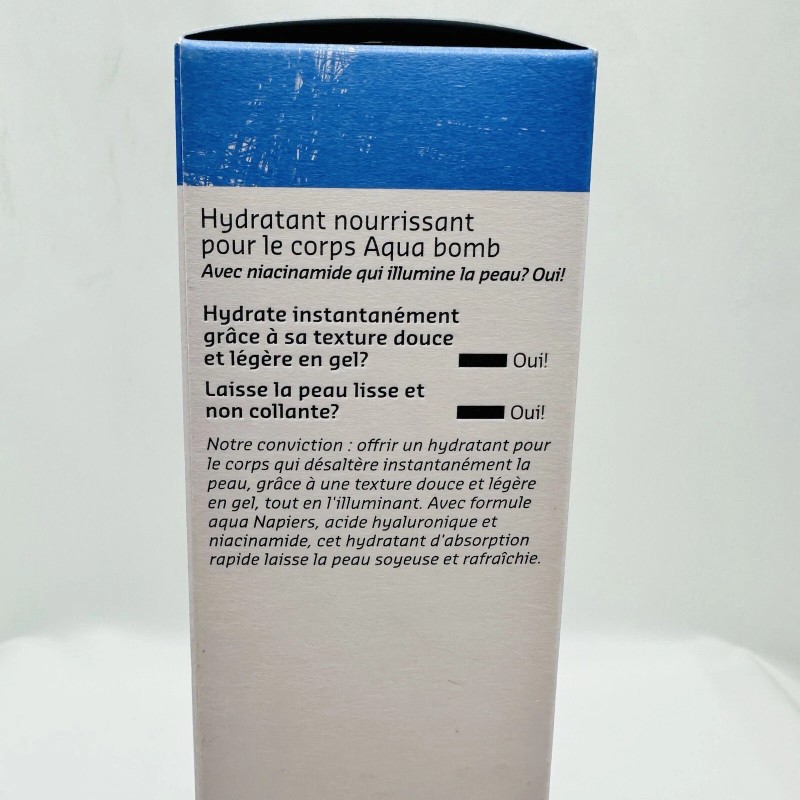 Hydratant nourrissant
pour le corps Aqua bomb
Avec niacinamide qui illumine la peau? Oui!
Hydrate instantanément
grâce à sa texture douce
et légère en gel? Oui!
Laisse la peau lisse et
non collante? Oui!
Notre conviction : offrir un hydratant pour
le corps qui désaltère instantanément la
peau, grâce à une texture douce et légère
en gel, tout en l'illuminant. Avec formule
aqua Napiers, acide hyaluronique et
niacinamide, cet hydratant d'absorption
rapide laisse la peau soyeuse et rafraîchie.